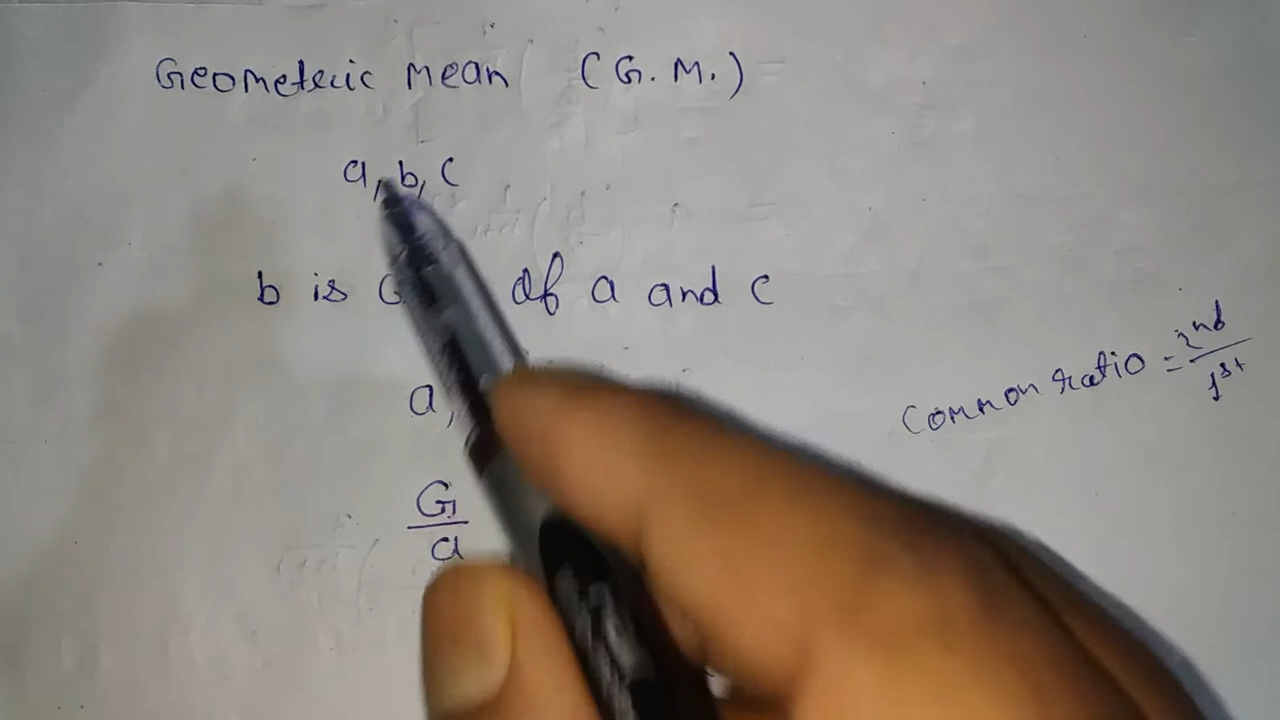 Geometric Mean (G.M.)
a, b, c
b is G of a and c
a,
Common ratio = 2nd / 1st
G
a